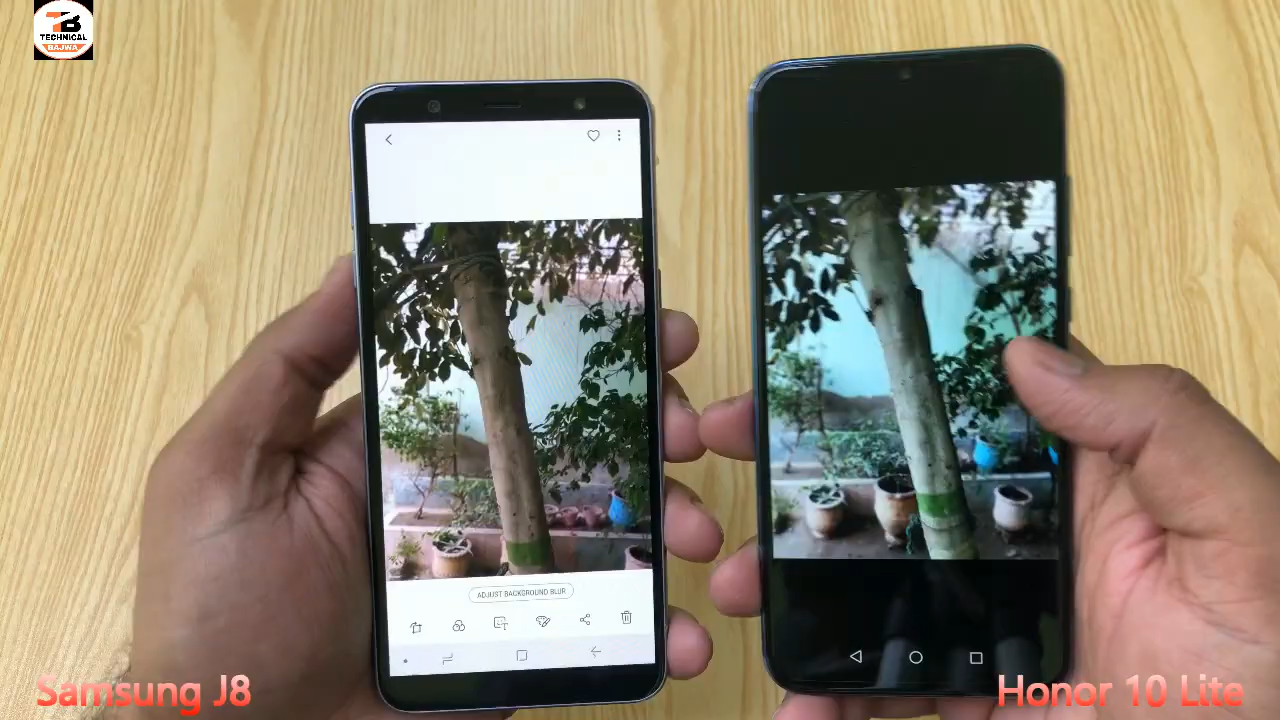 TB
TECHNICAL
BAJWA
ADJUST BACKGROUND BLUR
Samsung J8
Honor 10 Lite